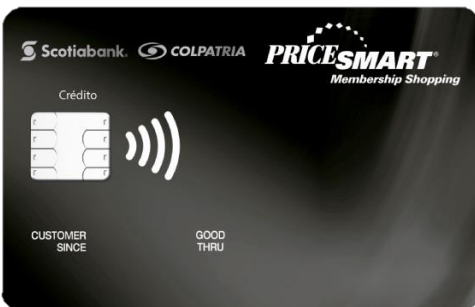 Scotiabank. COLPATRIA
PRICESMART®
Membership Shopping
Crédito
CUSTOMER SINCE
GOOD THRU